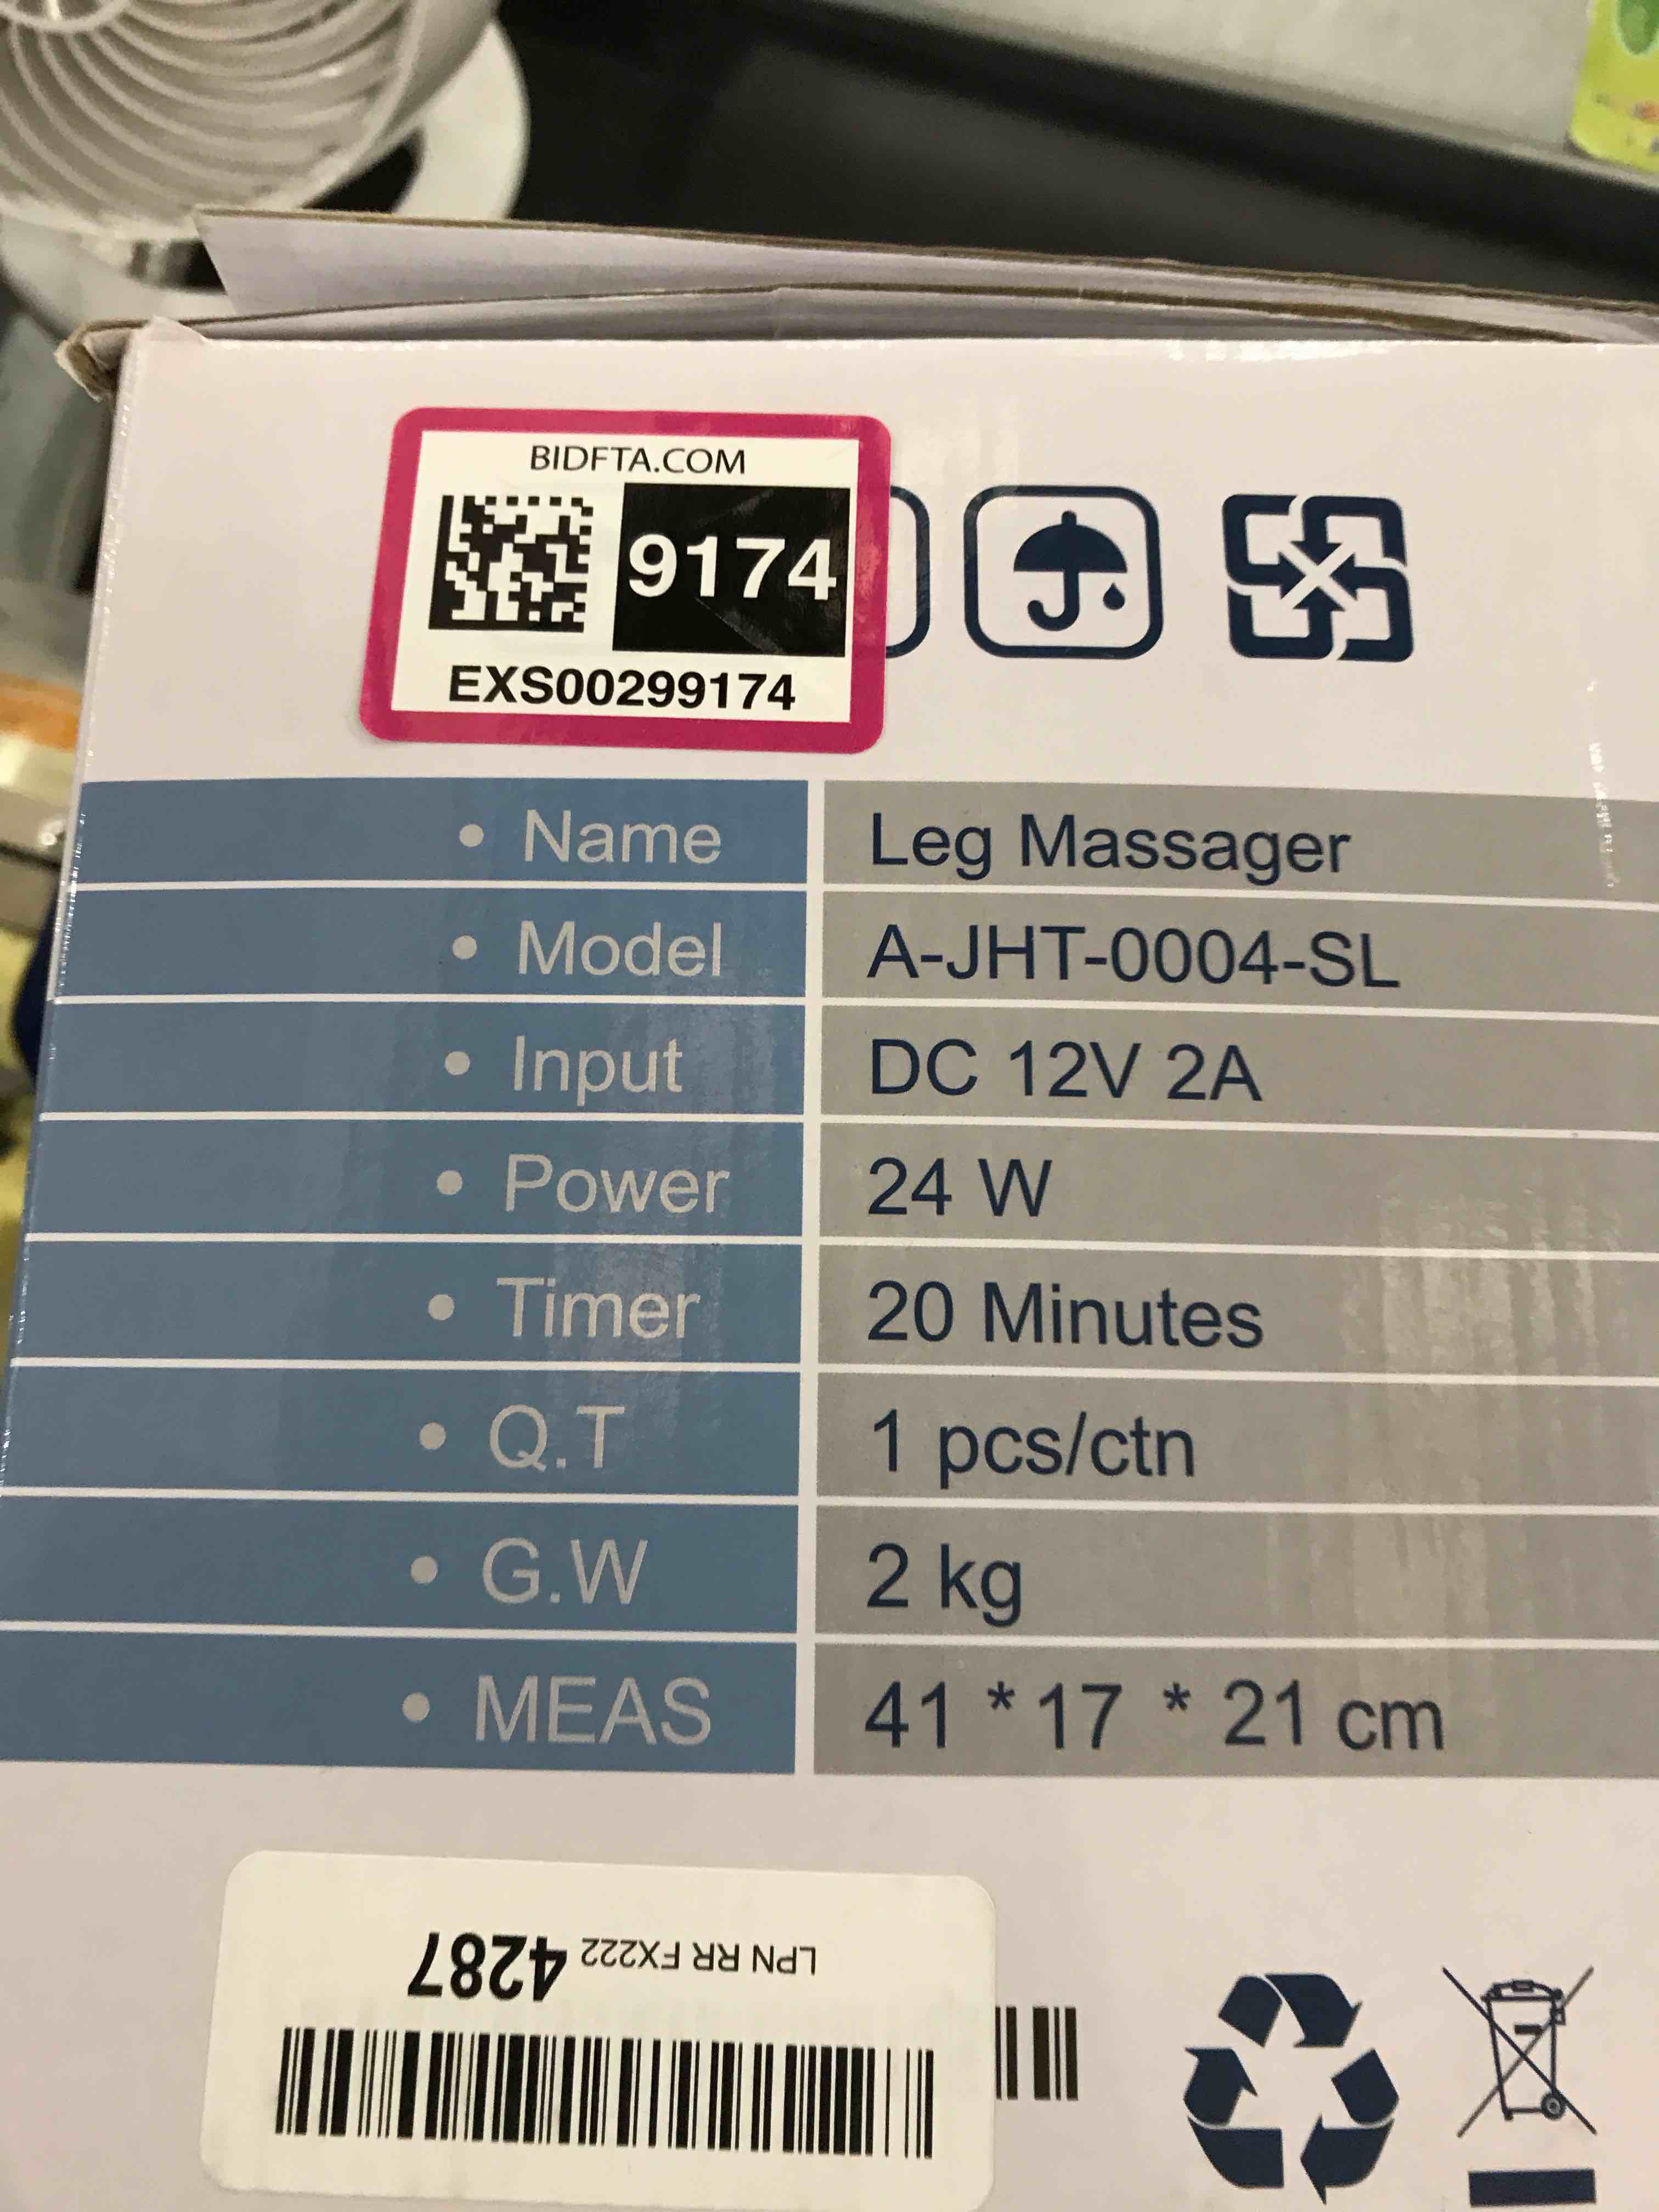 BIDFTA.COM
9174
EXS00299174
• Name Leg Massager
• Model A-JHT-0004-SL
• Input DC 12V 2A
• Power 24 W
• Timer 20 Minutes
• Q.T 1 pcs/ctn
• G.W 2 kg
• MEAS 41 * 17 * 21 cm
LPN RR FX222 4287